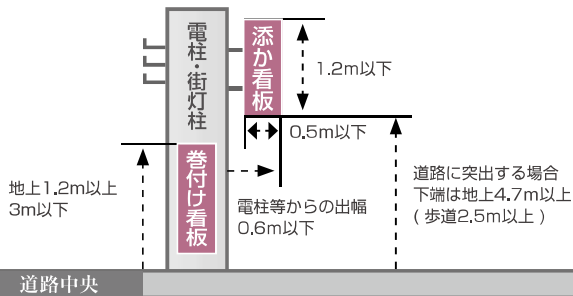 電柱・街灯柱
添か看板
1.2m以下
0.5m以下
巻付け看板
地上1.2m以上
3m以下
電柱等からの出幅
0.6m以下
道路に突出する場合
下端は地上4.7m以上
( 歩道2.5m以上 )
道路中央